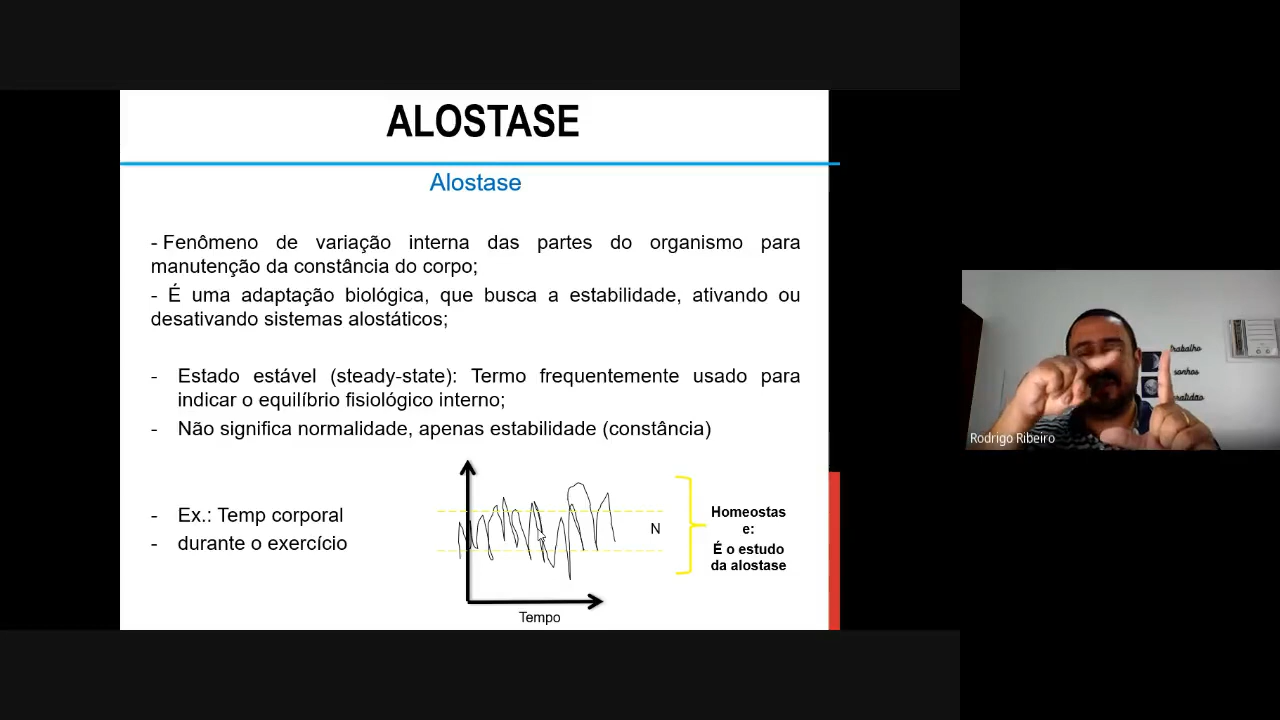 ALOSTASE
Alostase
- Fenômeno de variação interna das partes do organismo para
manutenção da constância do corpo;
- É uma adaptação biológica, que busca a estabilidade, ativando ou
desativando sistemas alostáticos;
- Estado estável (steady-state): Termo frequentemente usado para
indicar o equilíbrio fisiológico interno;
- Não significa normalidade, apenas estabilidade (constância)
- Ex.: Temp corporal
- durante o exercício
N
Homeostas
e:
É o estudo
da alostase
Tempo
trabalho
sonhos
Rodrigo Ribeiro